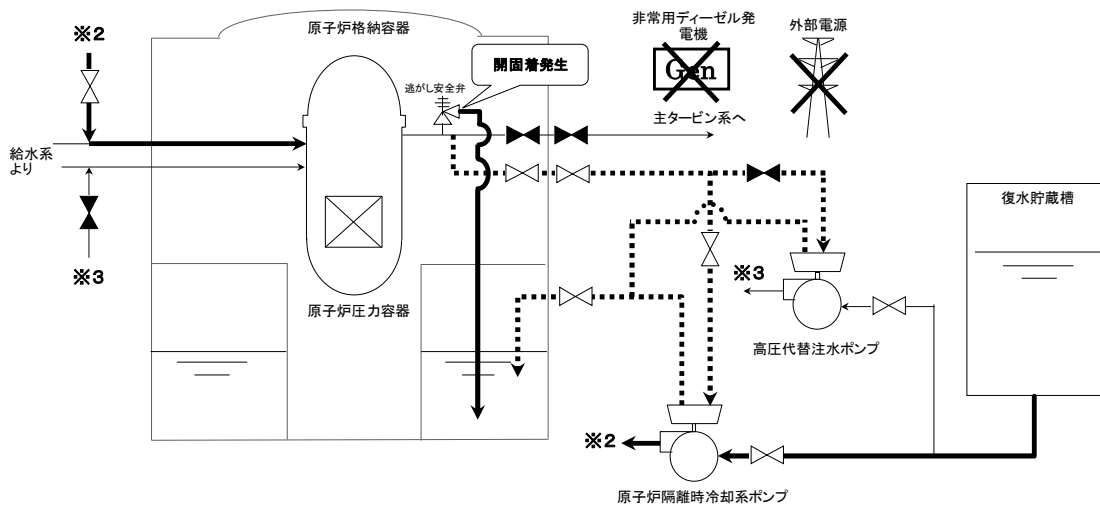 非常用ディーゼル発
電機
外部電源
※2
原子炉格納容器
開固着発生
Gen
逃がし安全弁
主タービン系へ
給水系
より
復水貯蔵槽
※3
※3
原子炉圧力容器
高圧代替注水ポンプ
※2
原子炉隔離時冷却系ポンプ